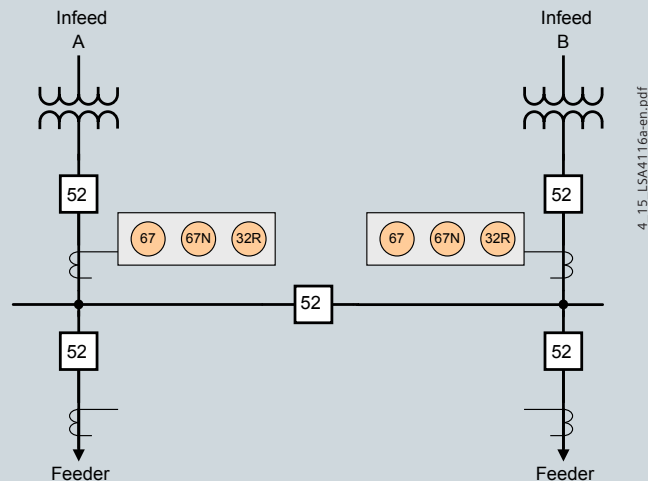 Infeed
A
Infeed
B
52
52
67 67N 32R
67 67N 32R
52
52
52
Feeder
Feeder
4_15_LSA4116a-en.pdf